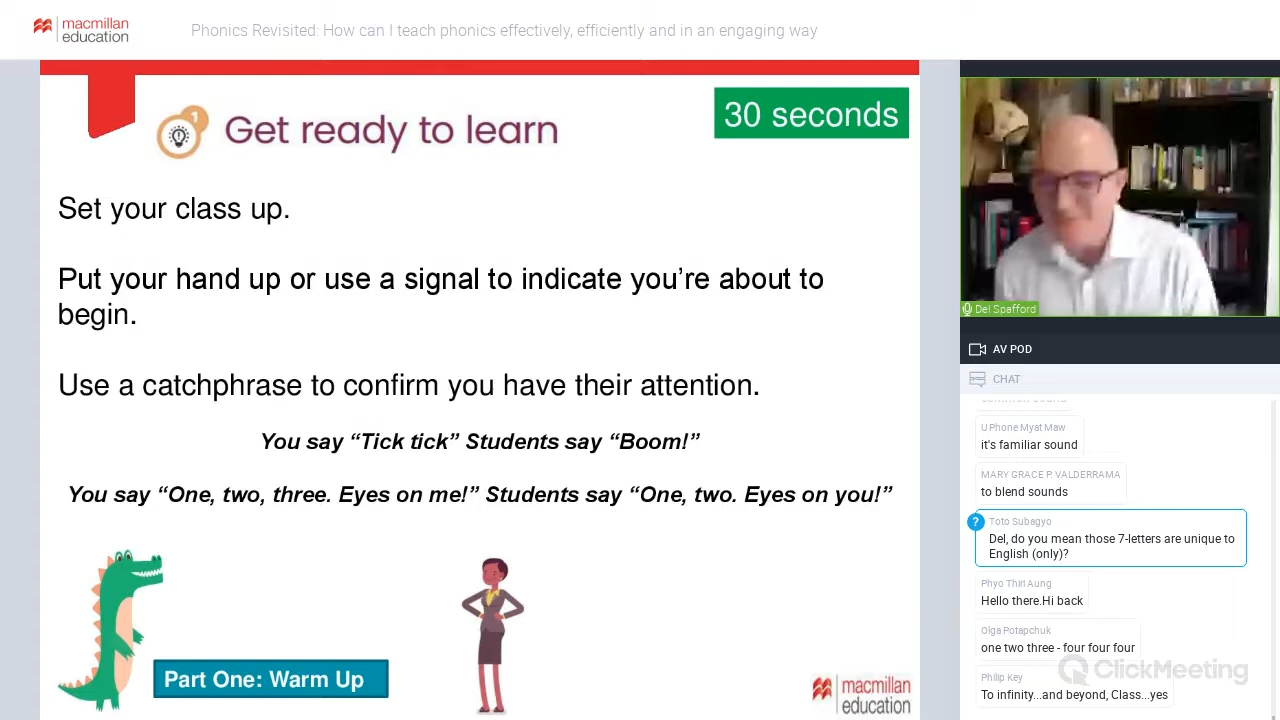 macmillan
education
Phonics Revisited: How can I teach phonics effectively, efficiently and in an engaging way
1
Get ready to learn
30 seconds
Set your class up.
Put your hand up or use a signal to indicate you're about to
begin.
Use a catchphrase to confirm you have their attention.
You say “Tick tick” Students say “Boom!”
You say “One, two, three. Eyes on me!” Students say “One, two. Eyes on you!”
Part One: Warm Up
macmillan
education
Del Spafford
AV POD
CHAT
U Phone Myat Maw
it's familiar sound
MARY GRACE P. VALDERRAMA
to blend sounds
?
Toto Subagyo
Del, do you mean those 7-letters are unique to
English (only)?
Phyo Thiri Aung
Hello there.Hi back
Olga Potapchuk
one two three - four four four
Philip Key
To infinity...and beyond, Class...yes
ClickMeeting